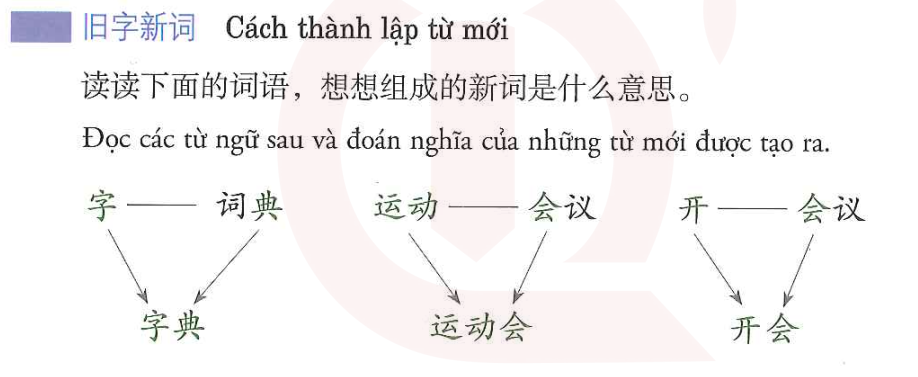 旧字新词 Cách thành lập từ mới
读读下面的词语，想想组成的新词是什么意思。
Đọc các từ ngữ sau và đoán nghĩa của những từ mới được tạo ra.
字 词典 运动 会议 开 会议
字典 运动会 开会